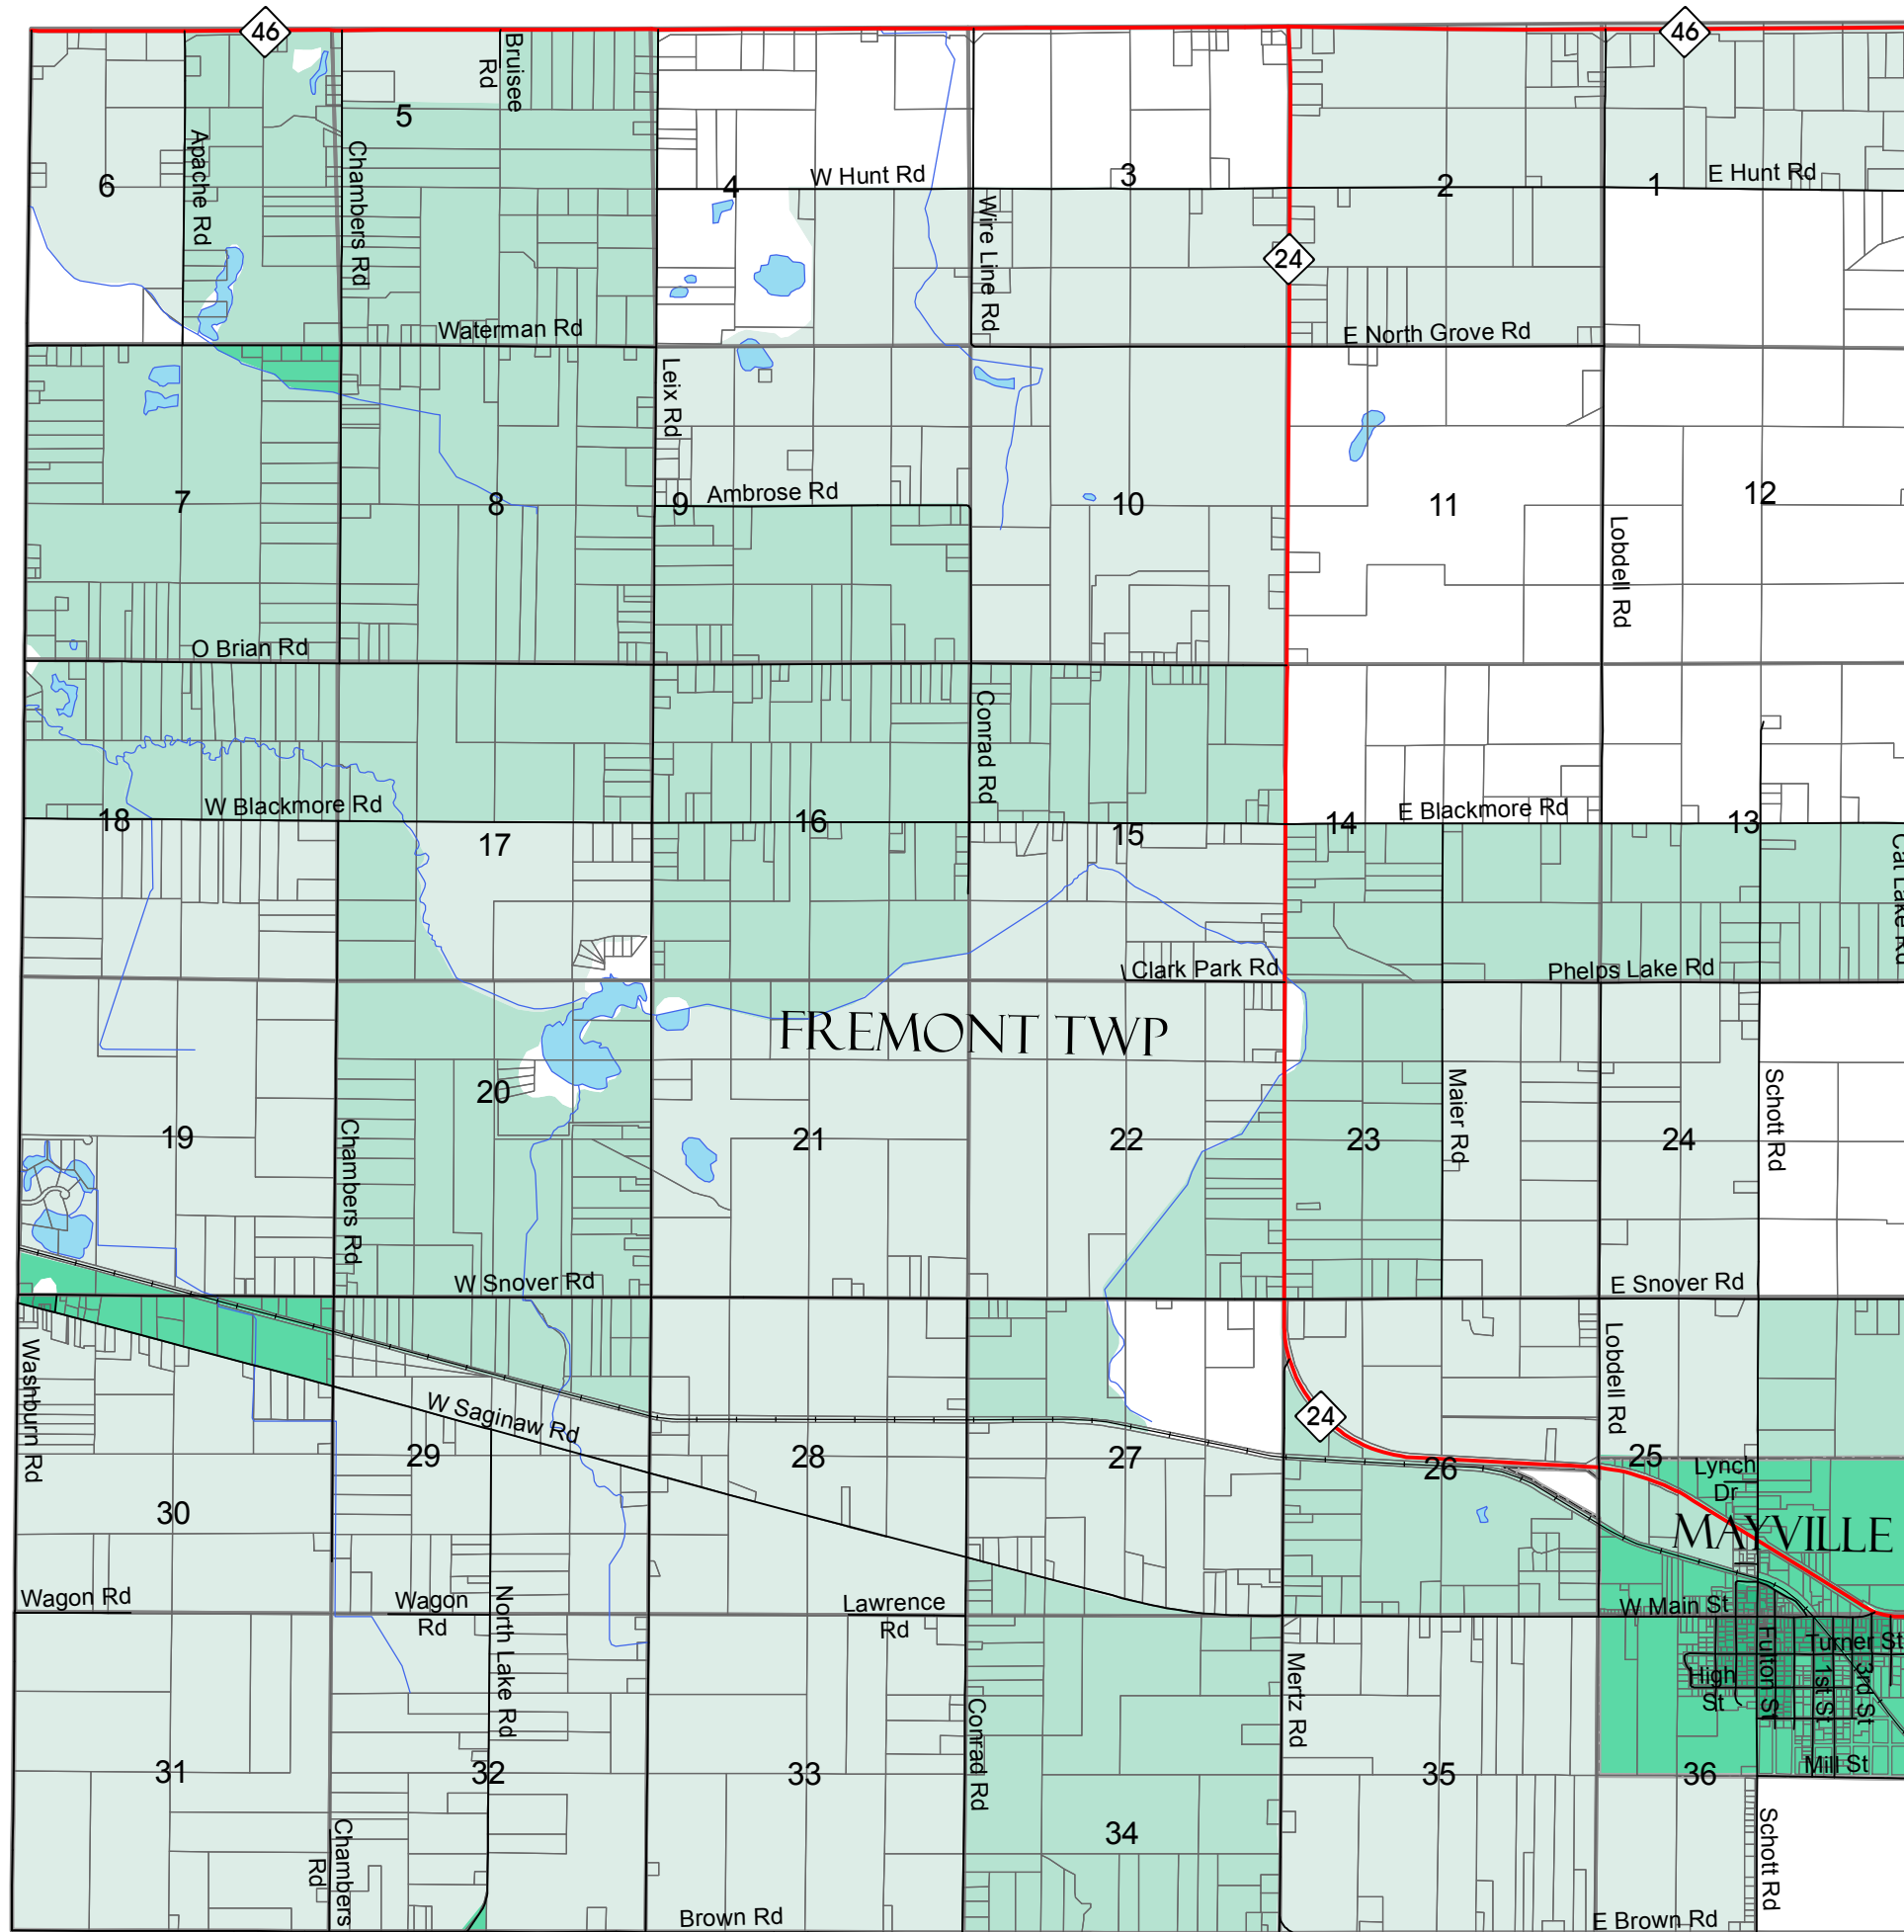 46
46
Bruisee
Rd
5
Apache Rd
Chambers Rd
6
4
W Hunt Rd
3
2
1
E Hunt Rd
Wire Line Rd
24
Waterman Rd
E North Grove Rd
Leix Rd
7
8
9
Ambrose Rd
10
11
12
Lobdell Rd
O Brian Rd
Conrad Rd
W Blackmore Rd
18
17
16
15
14
E Blackmore Rd
13
Cat Lake Rd
Clark Park Rd
Phelps Lake Rd
FREMONT TWP
20
Maier Rd
Schott Rd
19
Chambers Rd
21
22
23
24
W Snover Rd
E Snover Rd
Washburn Rd
Lobdell Rd
W Saginaw Rd
24
29
28
27
26
25
Lynch
Dr
30
MAYVILLE
Wagon Rd
Wagon
Rd
North Lake Rd
Lawrence
Rd
W Main St
Fulton St
Turner St
High
St
1st St
3rd St
Mertz Rd
Conrad Rd
31
32
33
35
36
Mill St
34
Chambers
Rd
Schott Rd
Brown Rd
E Brown Rd